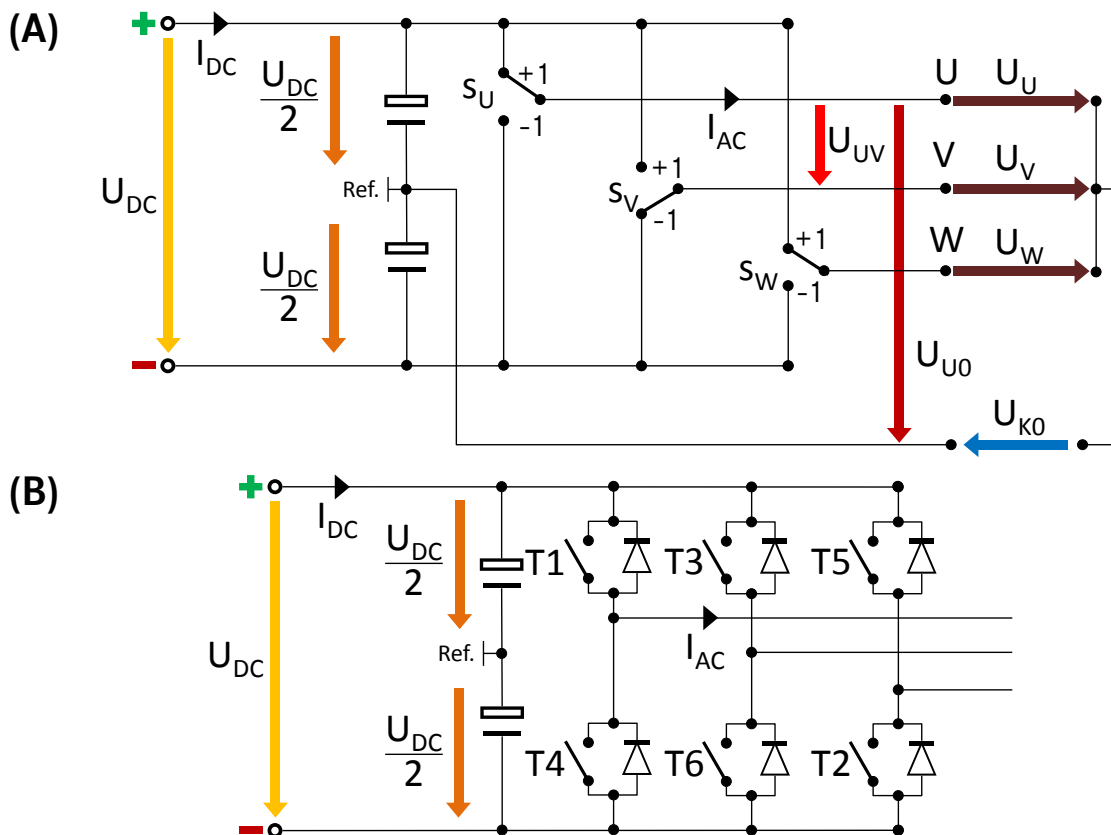 (A)
+
I_DC
U_DC/2
s_U
+1
-1
I_AC
U
U_U
U_UV
V
U_V
s_V
+1
-1
Ref.
U_DC
W
U_W
s_W
+1
-1
U_DC/2
U_U0
−
U_K0
(B)
+
I_DC
U_DC/2
T1
T3
T5
I_AC
Ref.
U_DC
U_DC/2
T4
T6
T2
−